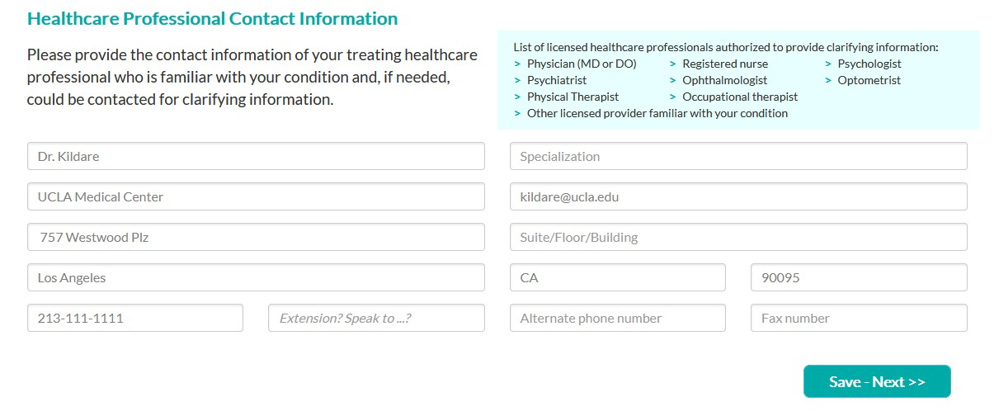 Healthcare Professional Contact Information
Please provide the contact information of your treating healthcare
professional who is familiar with your condition and, if needed,
could be contacted for clarifying information.
List of licensed healthcare professionals authorized to provide clarifying information:
> Physician (MD or DO) > Registered nurse > Psychologist
> Psychiatrist > Ophthalmologist > Optometrist
> Physical Therapist > Occupational therapist
> Other licensed provider familiar with your condition
Dr. Kildare Specialization
UCLA Medical Center kildare@ucla.edu
757 Westwood Plz Suite/Floor/Building
Los Angeles CA 90095
213-111-1111 Extension? Speak to ...? Alternate phone number Fax number
Save - Next >>